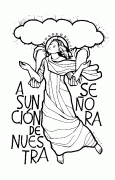 A SE
SUN ÑO
CIÓN RA
DE
NUES
TRA